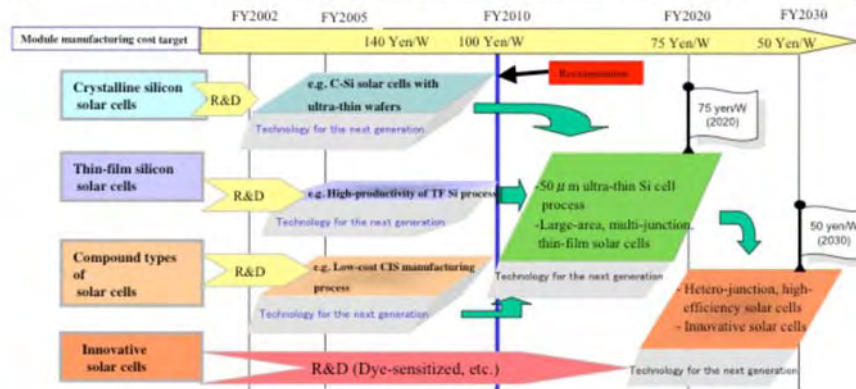 FY2002 FY2005 FY2010 FY2020 FY2030
Module manufacturing cost target
140 Yen/W 100 Yen/W 75 Yen/W 50 Yen/W
Crystalline silicon
solar cells
R&D
e.g. C-Si solar cells with
ultra-thin wafers
Technology for the next generation
Reexamination
75 yen/W
(2020)
Thin-film silicon
solar cells
R&D
e.g. High-productivity of TF Si process
Technology for the next generation
-50μm ultra-thin Si cell
process
-Large-area, multi-junction,
thin-film solar cells
Technology for the next generation
50 yen/W
(2030)
Compound types
of
solar cells
R&D
e.g. Low-cost CIS manufacturing
process
Technology for the next generation
- Hetero-junction, high-
efficiency solar cells
- Innovative solar cells
Technology for the next generation
Innovative
solar cells
R&D (Dye-sensitized, etc.)